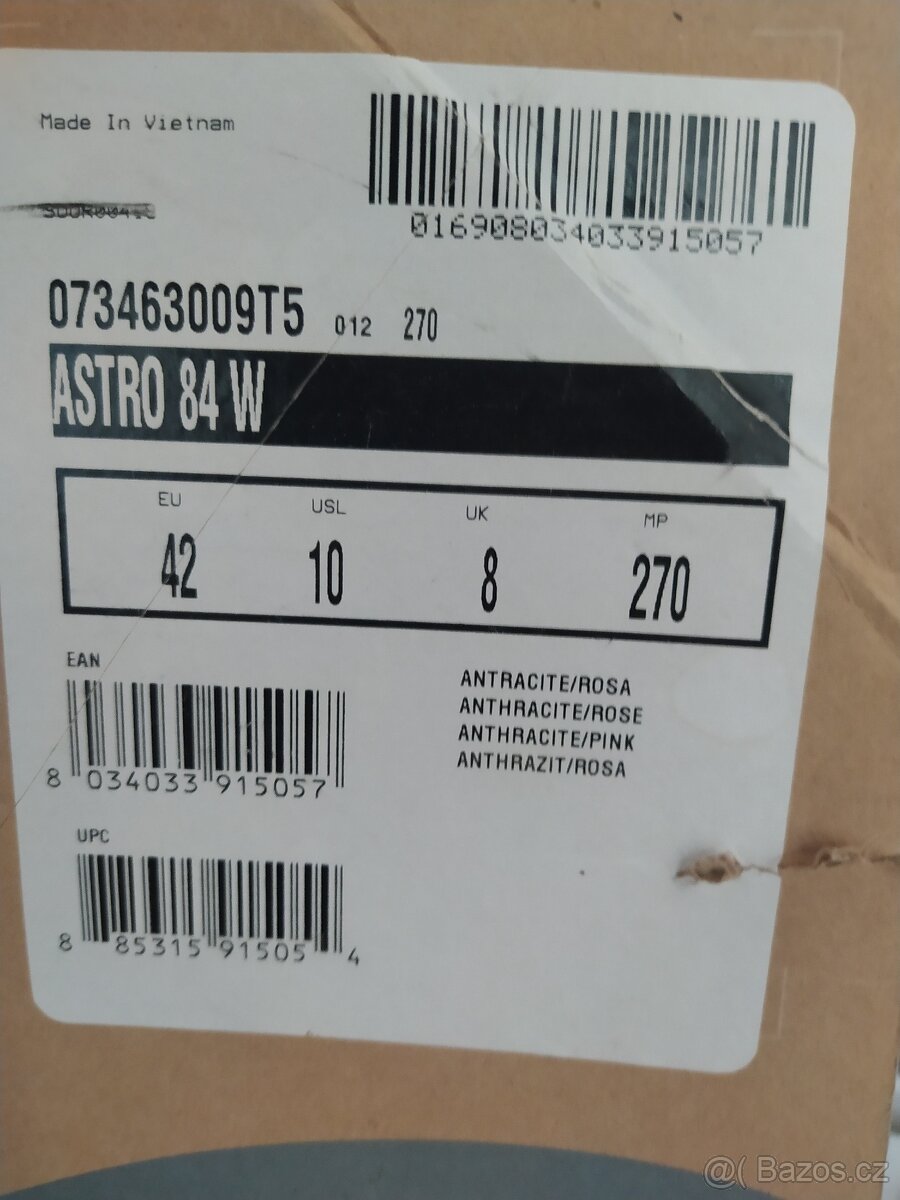 Made In Vietnam
016908034033915057
073463009T5 012 270
ASTRO 84 W
EU USL UK MP
42 10 8 270
EAN
8 034033 915057
ANTRACITE/ROSA
ANTHRACITE/ROSE
ANTHRACITE/PINK
ANTHRAZIT/ROSA
UPC
8 85315 91505 4
@( Bazos.cz